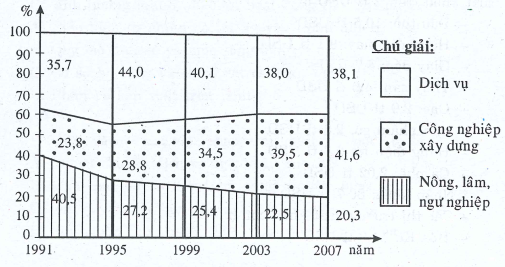 %
100
90
80
70
60
50
40
30
20
10
0
35,7 44,0 40,1 38,0 38,1
23,8 28,8 34,5 39,5 41,6
40,5 27,2 25,4 22,5 20,3
1991 1995 1999 2003 2007 năm
Chú giải:
Dịch vụ
Công nghiệp
xây dựng
Nông, lâm,
ngư nghiệp